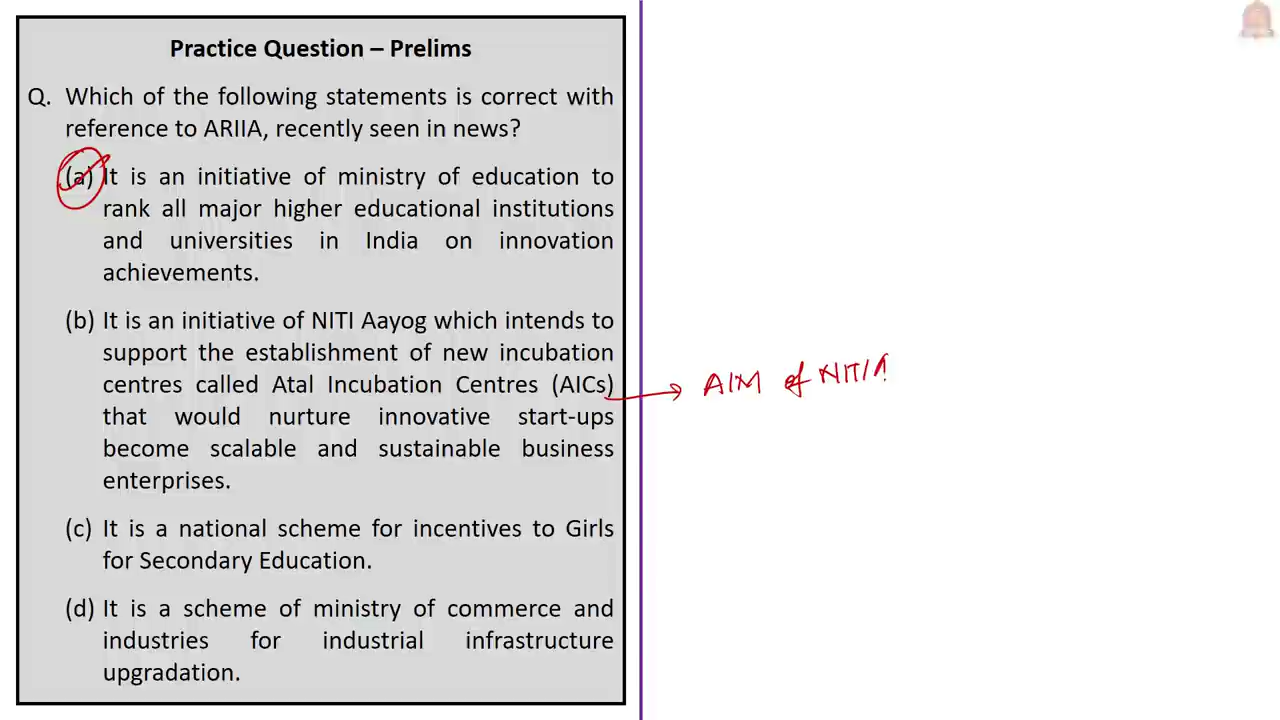 Practice Question – Prelims
Q. Which of the following statements is correct with
reference to ARIIA, recently seen in news?
(a) It is an initiative of ministry of education to
rank all major higher educational institutions
and universities in India on innovation
achievements.
(b) It is an initiative of NITI Aayog which intends to
support the establishment of new incubation
centres called Atal Incubation Centres (AICs)
that would nurture innovative start-ups
become scalable and sustainable business
enterprises.
AIM of NITI A
(c) It is a national scheme for incentives to Girls
for Secondary Education.
(d) It is a scheme of ministry of commerce and
industries for industrial infrastructure
upgradation.